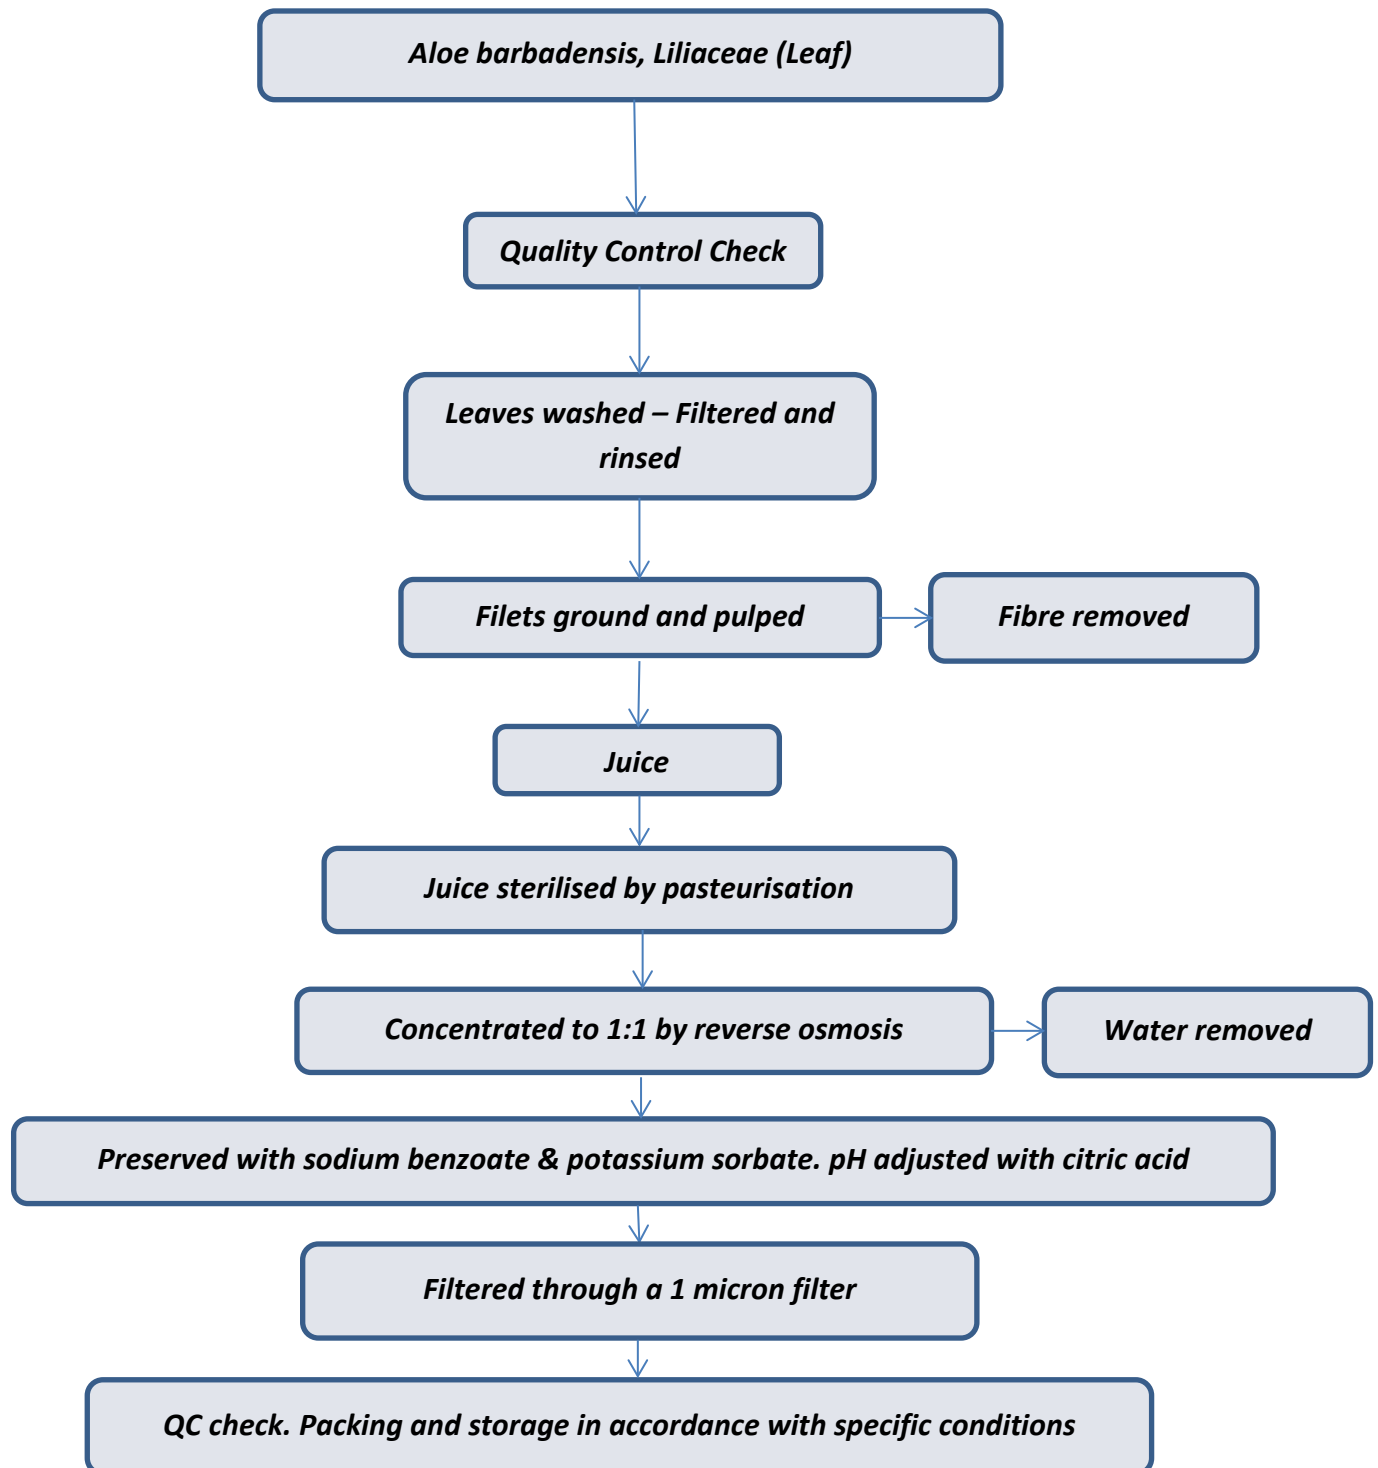 Aloe barbadensis, Liliaceae (Leaf)
Quality Control Check
Leaves washed – Filtered and
rinsed
Filets ground and pulped
Fibre removed
Juice
Juice sterilised by pasteurisation
Concentrated to 1:1 by reverse osmosis
Water removed
Preserved with sodium benzoate & potassium sorbate. pH adjusted with citric acid
Filtered through a 1 micron filter
QC check. Packing and storage in accordance with specific conditions